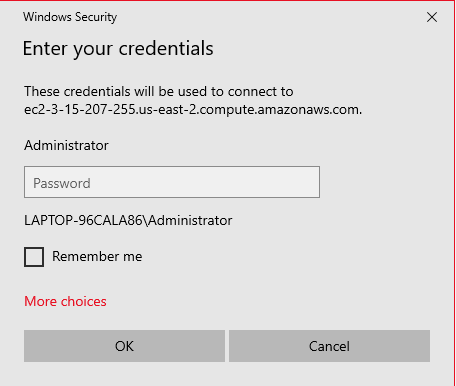 Windows Security
Enter your credentials
These credentials will be used to connect to
ec2-3-15-207-255.us-east-2.compute.amazonaws.com.
Administrator
Password
LAPTOP-96CALA86\Administrator
Remember me
More choices
OK
Cancel